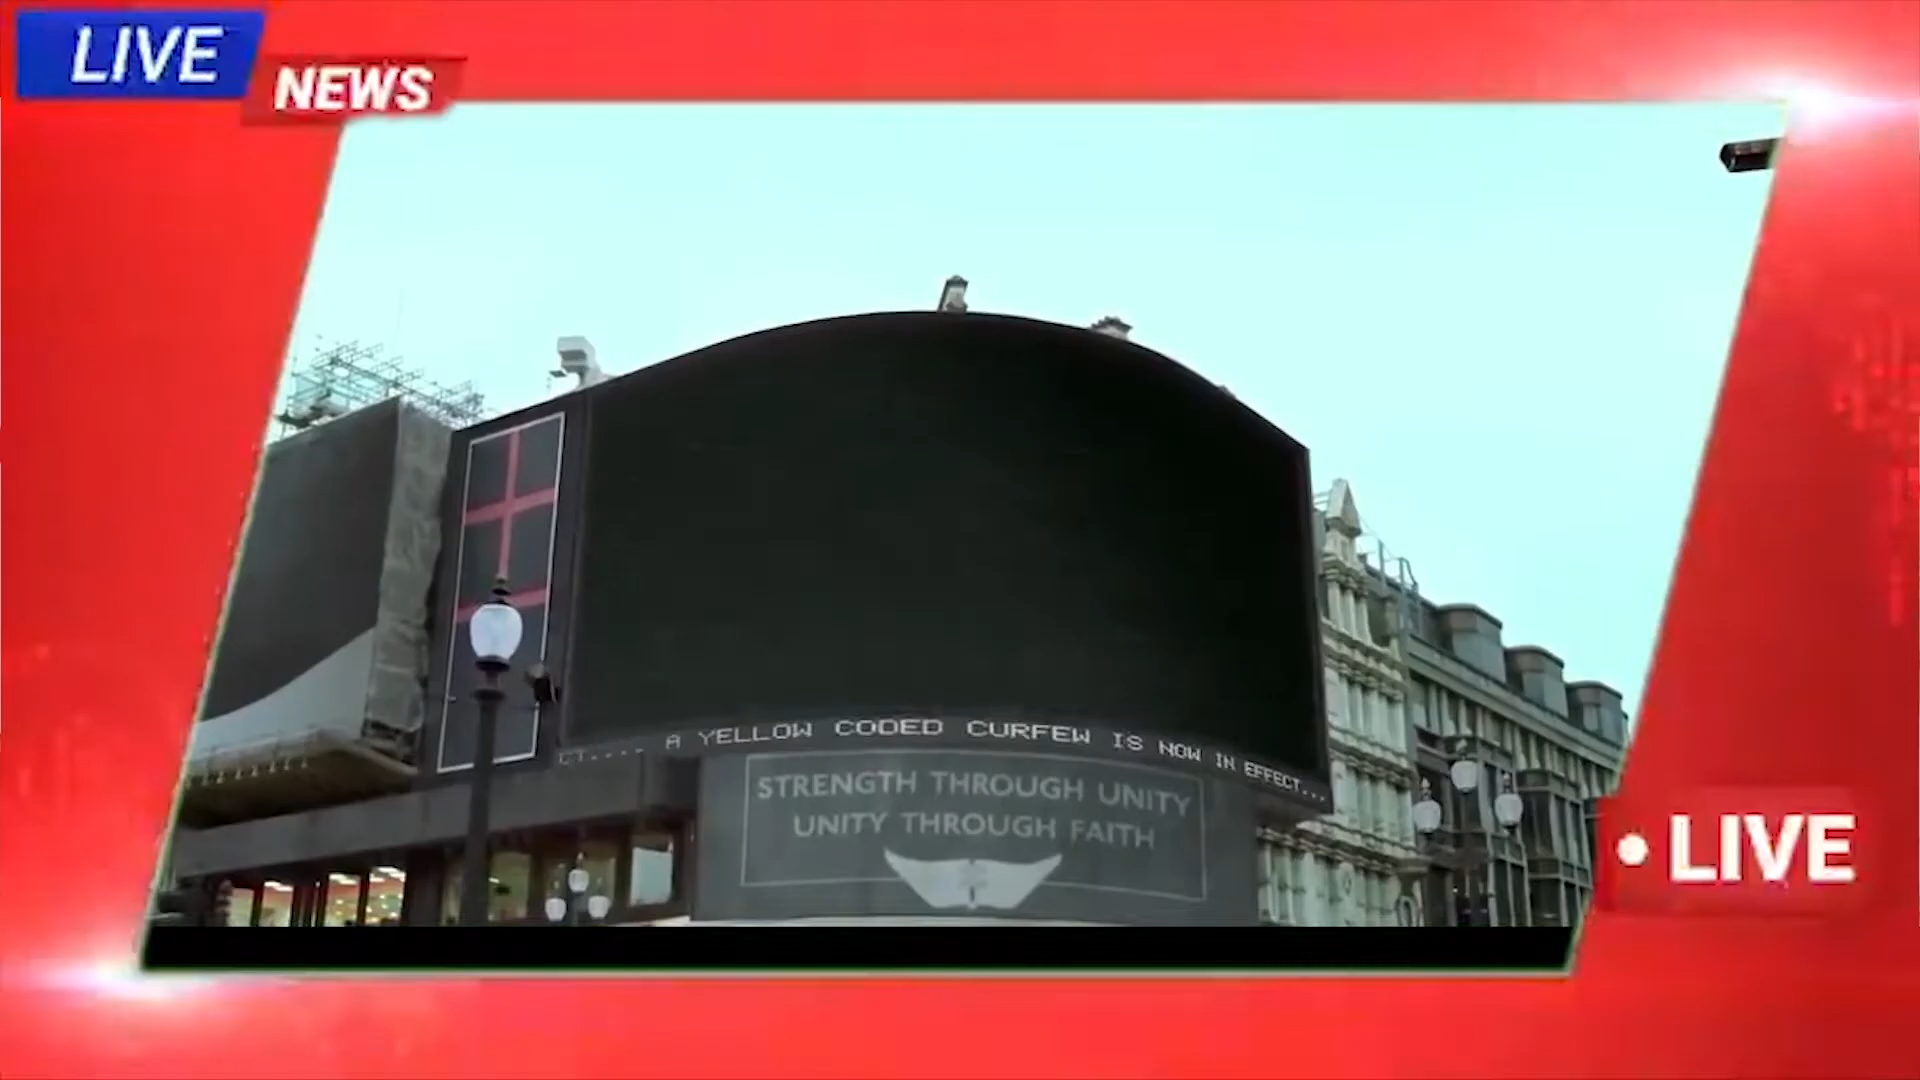 LIVE
NEWS
A YELLOW CODED CURFEW IS NOW IN EFFECT...
STRENGTH THROUGH UNITY
UNITY THROUGH FAITH
• LIVE